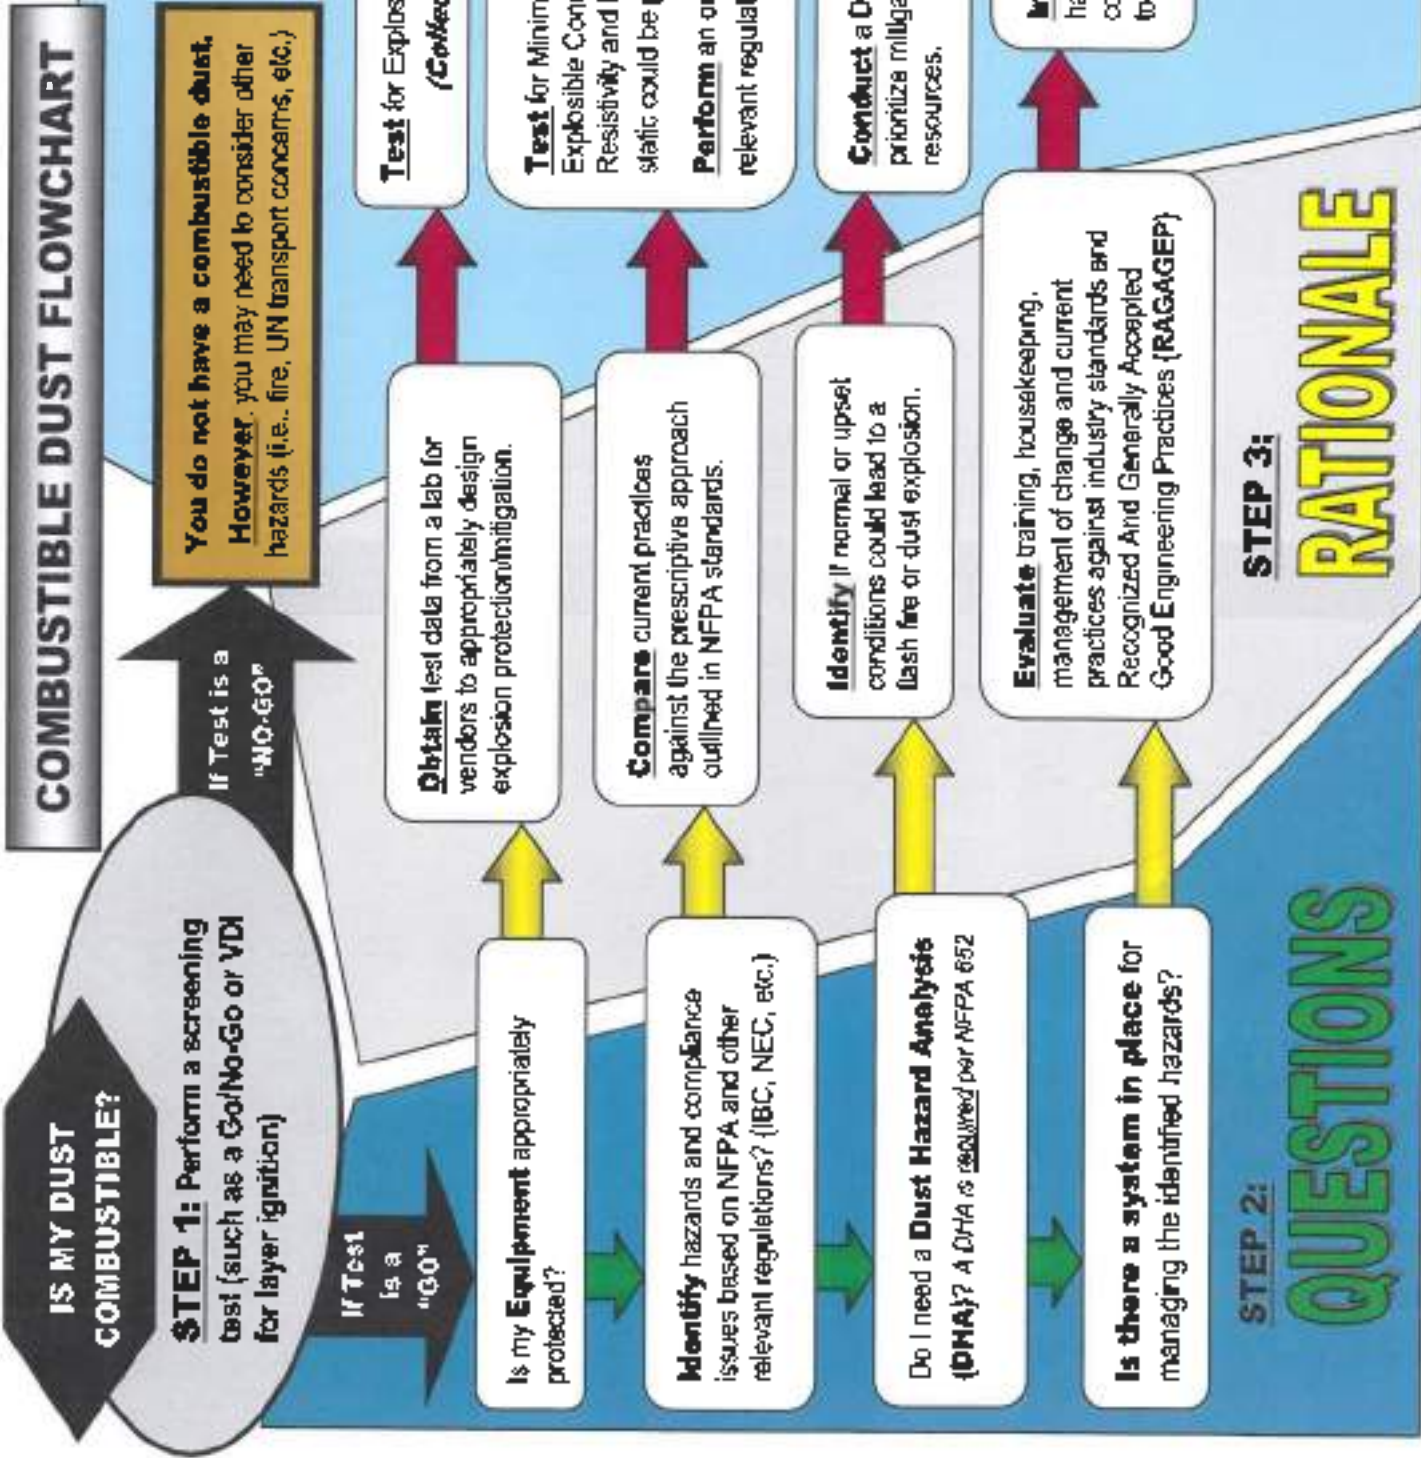 COMBUSTIBLE DUST FLOWCHART
IS MY DUST
COMBUSTIBLE?
STEP 1: Perform a screening
test (such as a Go/No-Go or VDI
for layer ignition)
If Test is a
"NO-GO"
You do not have a combustible dust.
However, you may need to consider other
hazards (i.e.. fire, UN transport concerns, etc.)
If Test
is a
"GO"
Is my Equipment appropriately
protected?
Obtain test data from a lab for
vendors to appropriately design
explosion protection/mitigation.
Test for Explos
(Collec
Identify hazards and compliance
issues based on NFPA and other
relevant regulations? (IBC, NEC, etc.)
Compare current practices
against the prescriptive approach
outlined in NFPA standards.
Test for Minim
Explosible Con
Resistivity and
static could be
Perform an o
relevant regulat
Do I need a Dust Hazard Analysis
(DHA)? A DHA is required per NFPA 652
Identify if normal or upset
conditions could lead to a
flash fire or dust explosion.
Conduct a D
prioritize mitiga
resources.
Is there a system in place for
managing the identified hazards?
Evaluate training, housekeeping,
management of change and current
practices against industry standards and
Recognized And Generally Accepted
Good Engineering Practices (RAGAGEP)
ha
co
to
STEP 2:
QUESTIONS
STEP 3:
RATIONALE